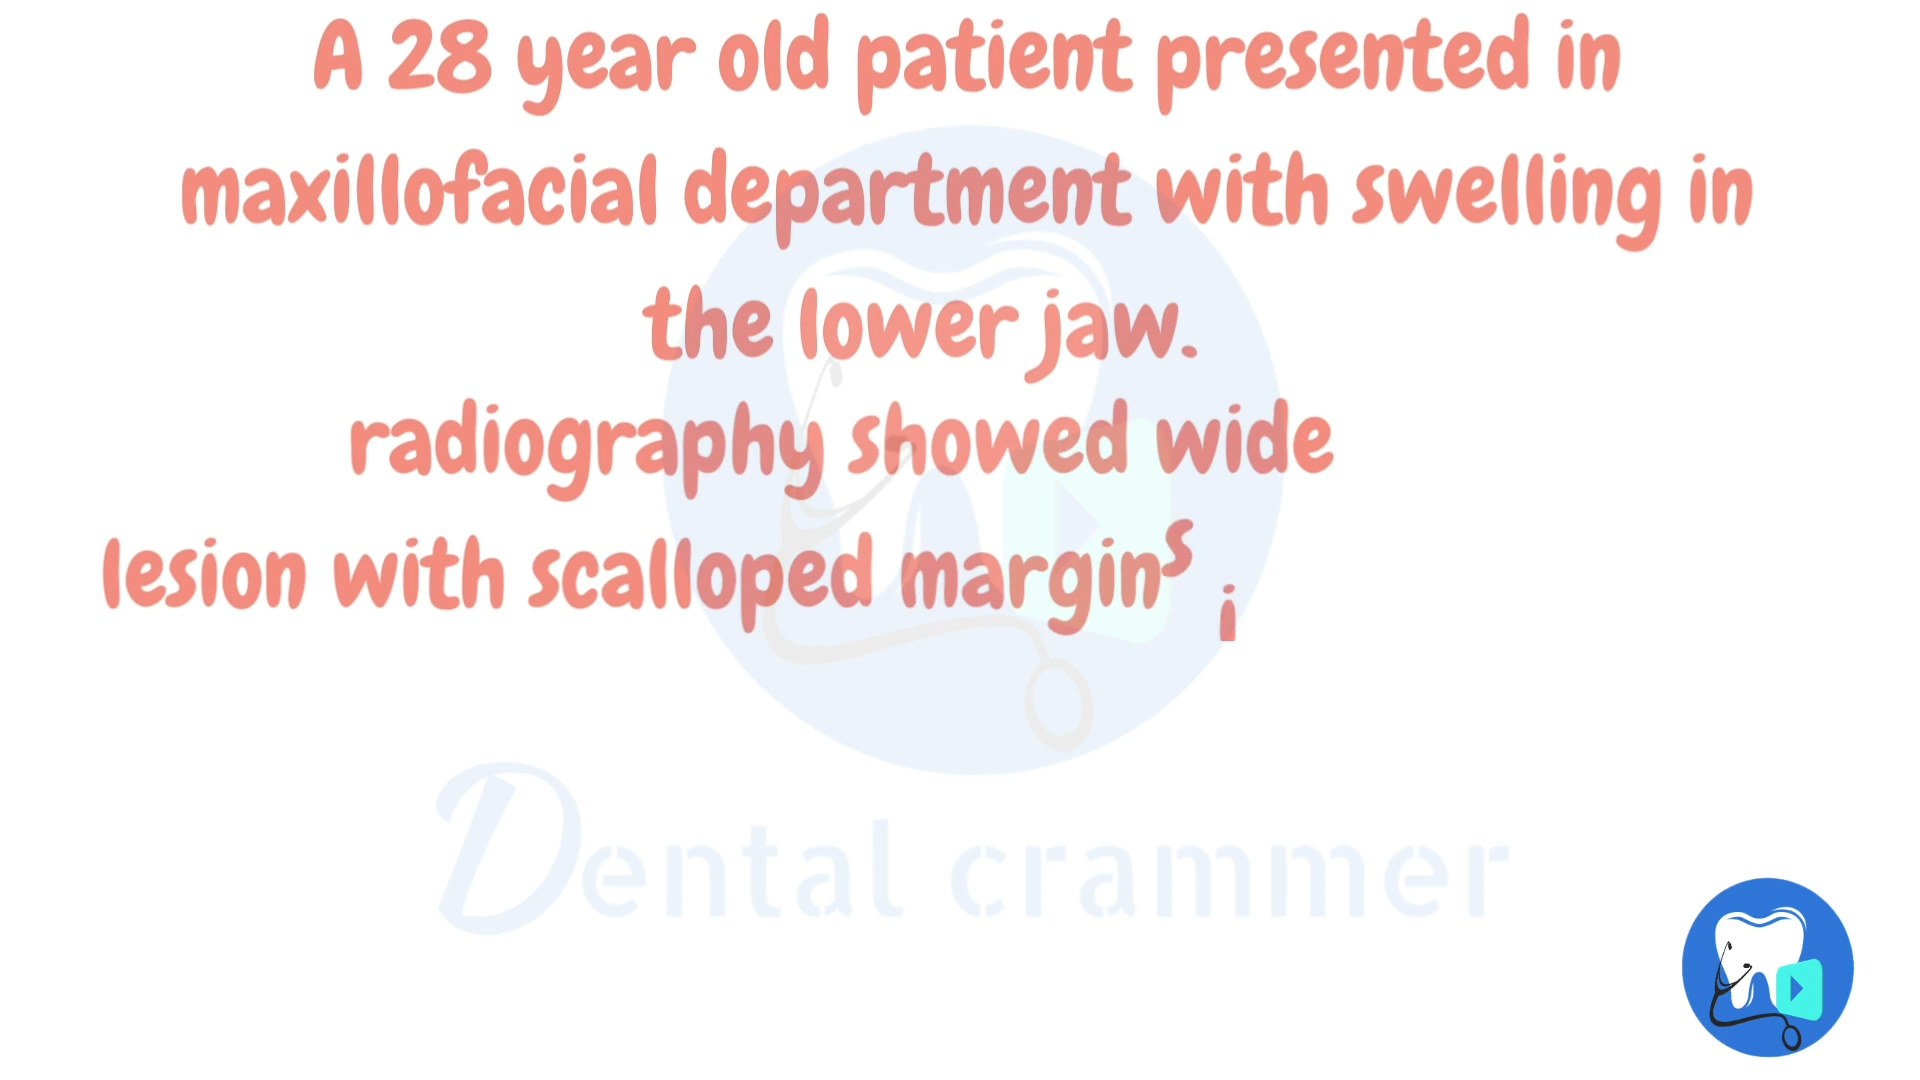 A 28 year old patient presented in
maxillofacial department with swelling in
the lower jaw.
radiography showed wide
lesion with scalloped margins i
Dental crammer